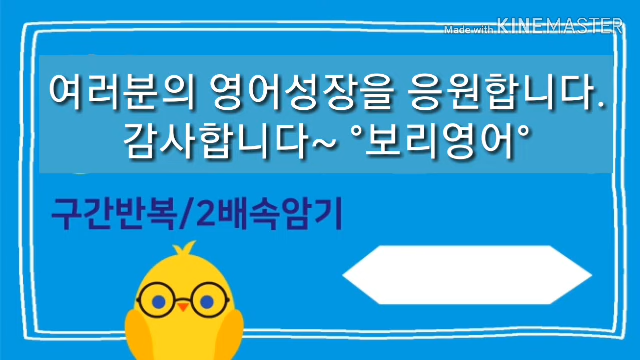 Made with KINEMASTER
여러분의 영어성장을 응원합니다.
감사합니다~ °보리영어°
구간반복/2배속암기